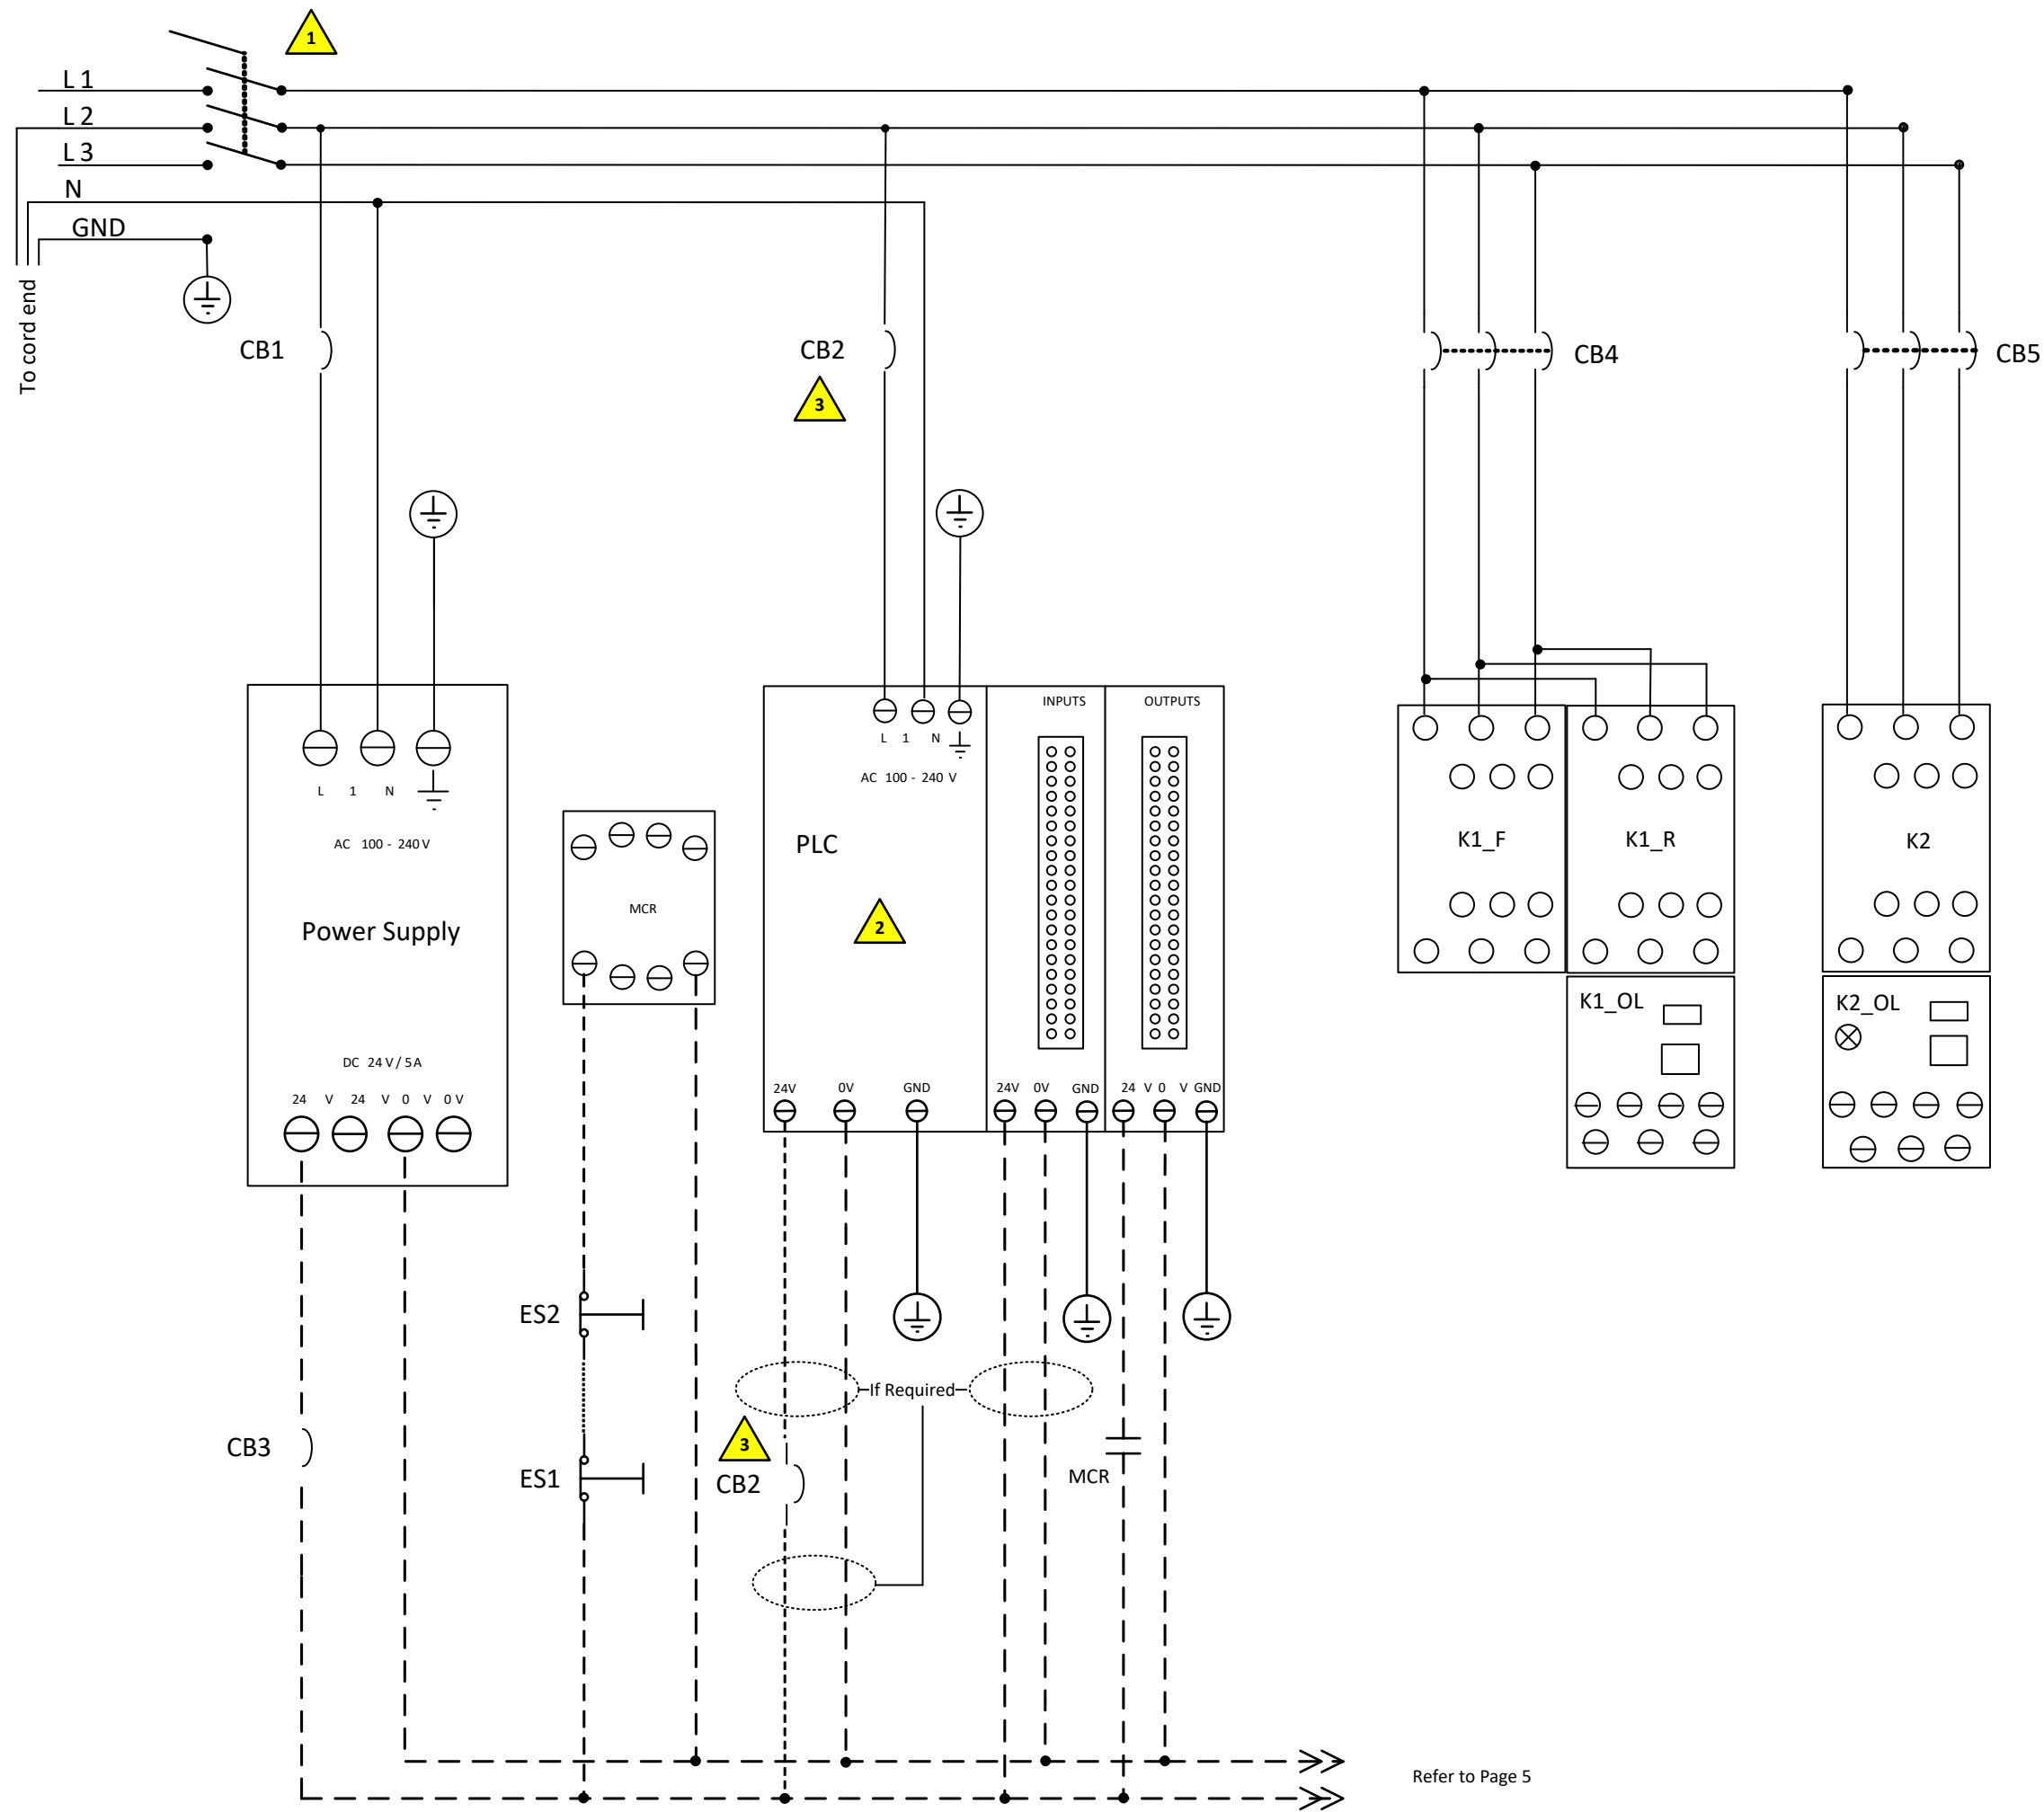 1
L 1
L 2
L 3
N
GND
To cord end
CB1
CB2
3
CB4
CB5
L 1 N
AC 100 - 240 V
Power Supply
DC 24 V / 5 A
24 V 24 V 0 V 0 V
MCR
L 1 N
AC 100 - 240 V
PLC
2
INPUTS
OUTPUTS
24V 0V GND
24V 0V GND
24 V 0 V GND
K1_F
K1_R
K2
K1_OL
K2_OL
ES2
If Required
CB3
ES1
3
CB2
MCR
Refer to Page 5